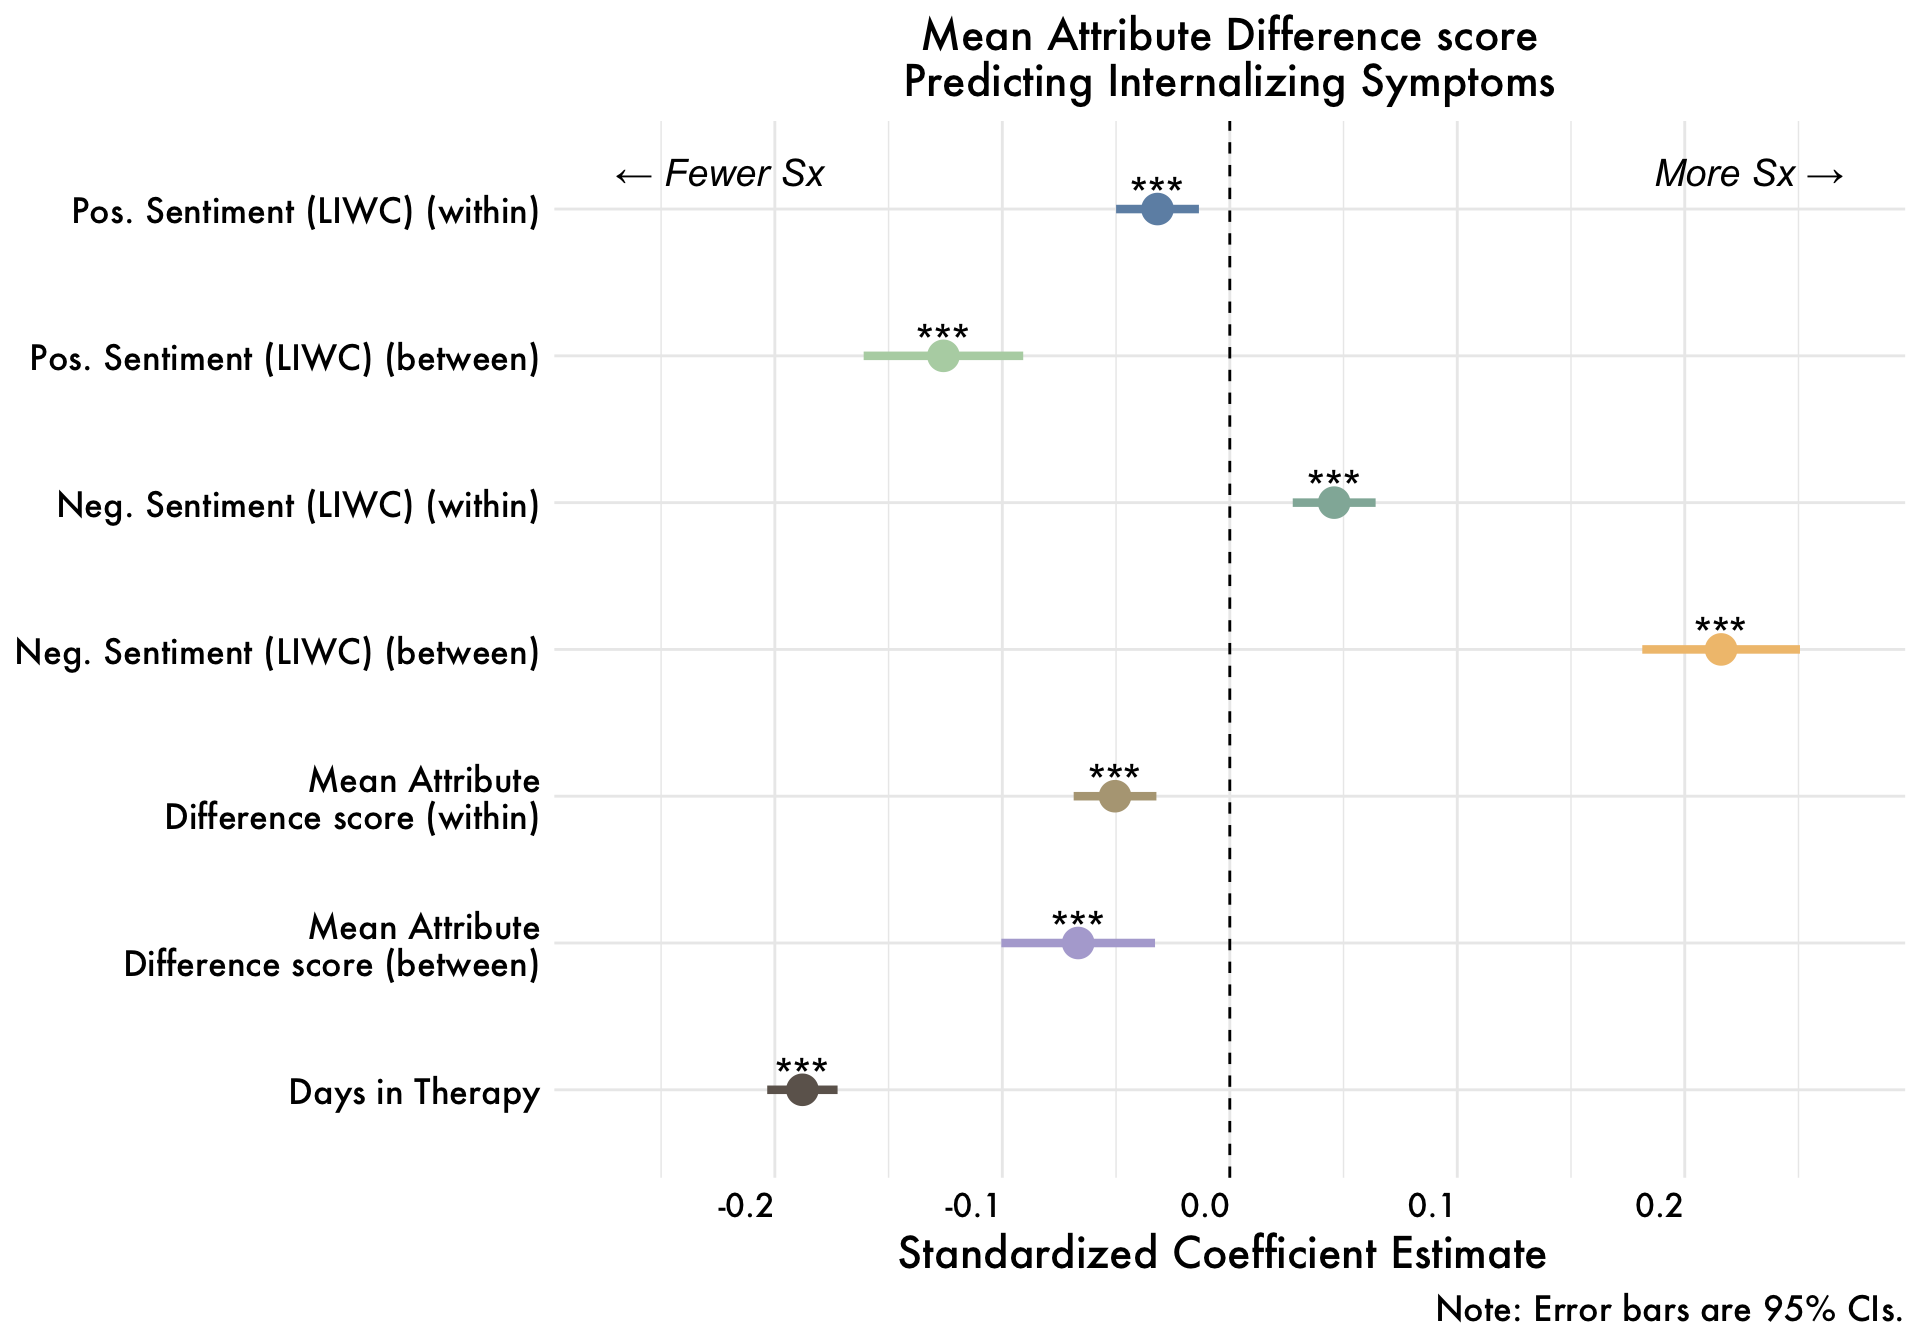 Mean Attribute Difference score
Predicting Internalizing Symptoms
← Fewer Sx
More Sx →
Pos. Sentiment (LIWC) (within)
***
Pos. Sentiment (LIWC) (between)
***
Neg. Sentiment (LIWC) (within)
***
Neg. Sentiment (LIWC) (between)
***
Mean Attribute
Difference score (within)
***
Mean Attribute
Difference score (between)
***
Days in Therapy
***
-0.2 -0.1 0.0 0.1 0.2
Standardized Coefficient Estimate
Note: Error bars are 95% CIs.